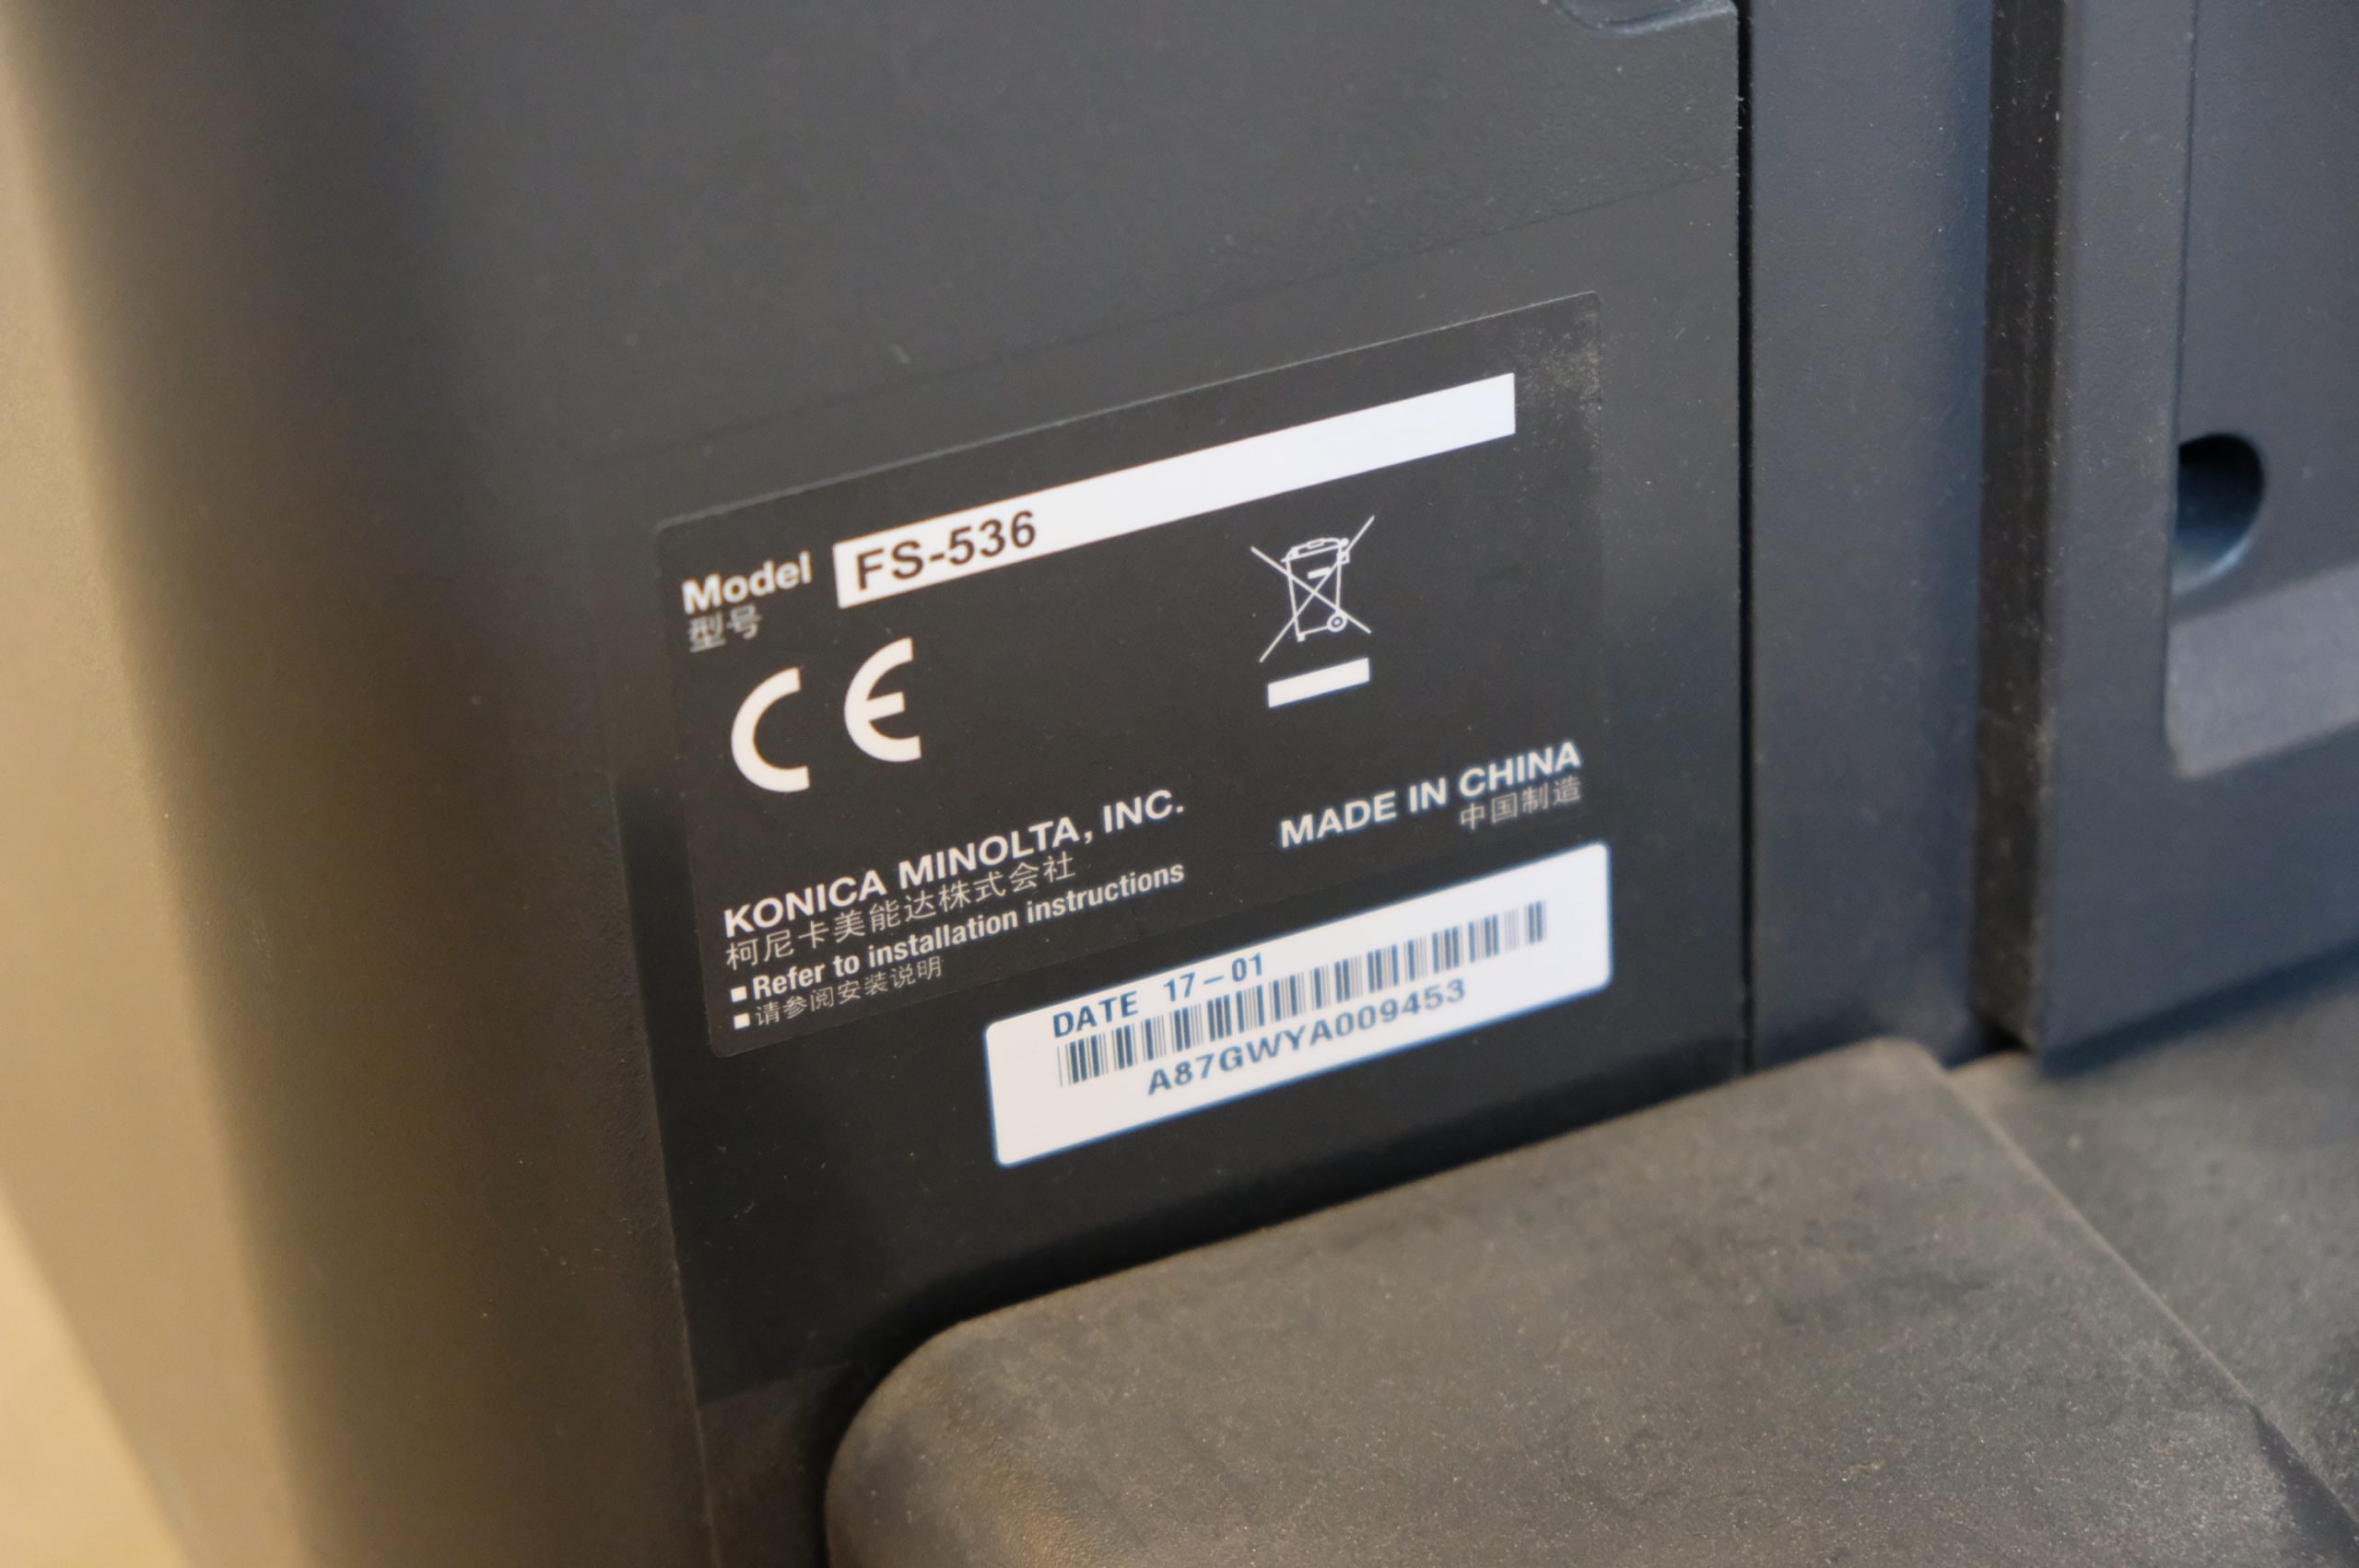 Model FS-536
型号
CE
KONICA MINOLTA, INC.
柯尼卡美能达株式会社
■ Refer to installation instructions
■ 请参阅安装说明
MADE IN CHINA
中国制造
DATE 17-01
A87GWYA009453